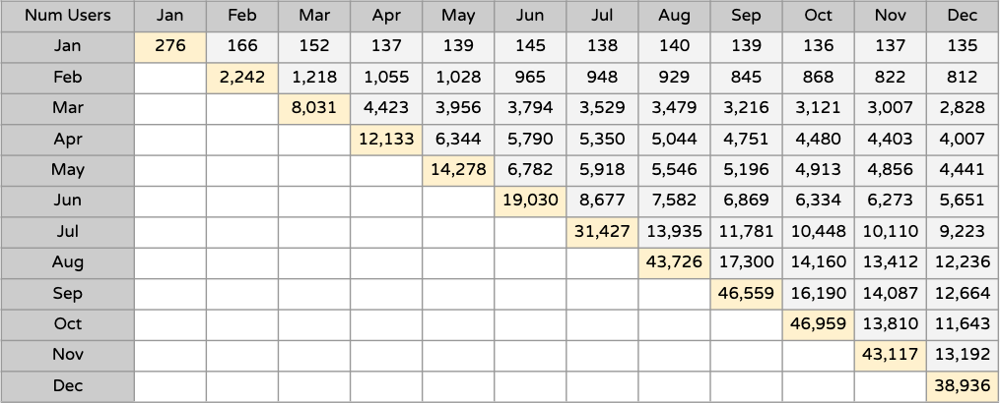 Num Users Jan Feb Mar Apr May Jun Jul Aug Sep Oct Nov Dec
Jan 276 166 152 137 139 145 138 140 139 136 137 135
Feb 2,242 1,218 1,055 1,028 965 948 929 845 868 822 812
Mar 8,031 4,423 3,956 3,794 3,529 3,479 3,216 3,121 3,007 2,828
Apr 12,133 6,344 5,790 5,350 5,044 4,751 4,480 4,403 4,007
May 14,278 6,782 5,918 5,546 5,196 4,913 4,856 4,441
Jun 19,030 8,677 7,582 6,869 6,334 6,273 5,651
Jul 31,427 13,935 11,781 10,448 10,110 9,223
Aug 43,726 17,300 14,160 13,412 12,236
Sep 46,559 16,190 14,087 12,664
Oct 46,959 13,810 11,643
Nov 43,117 13,192
Dec 38,936